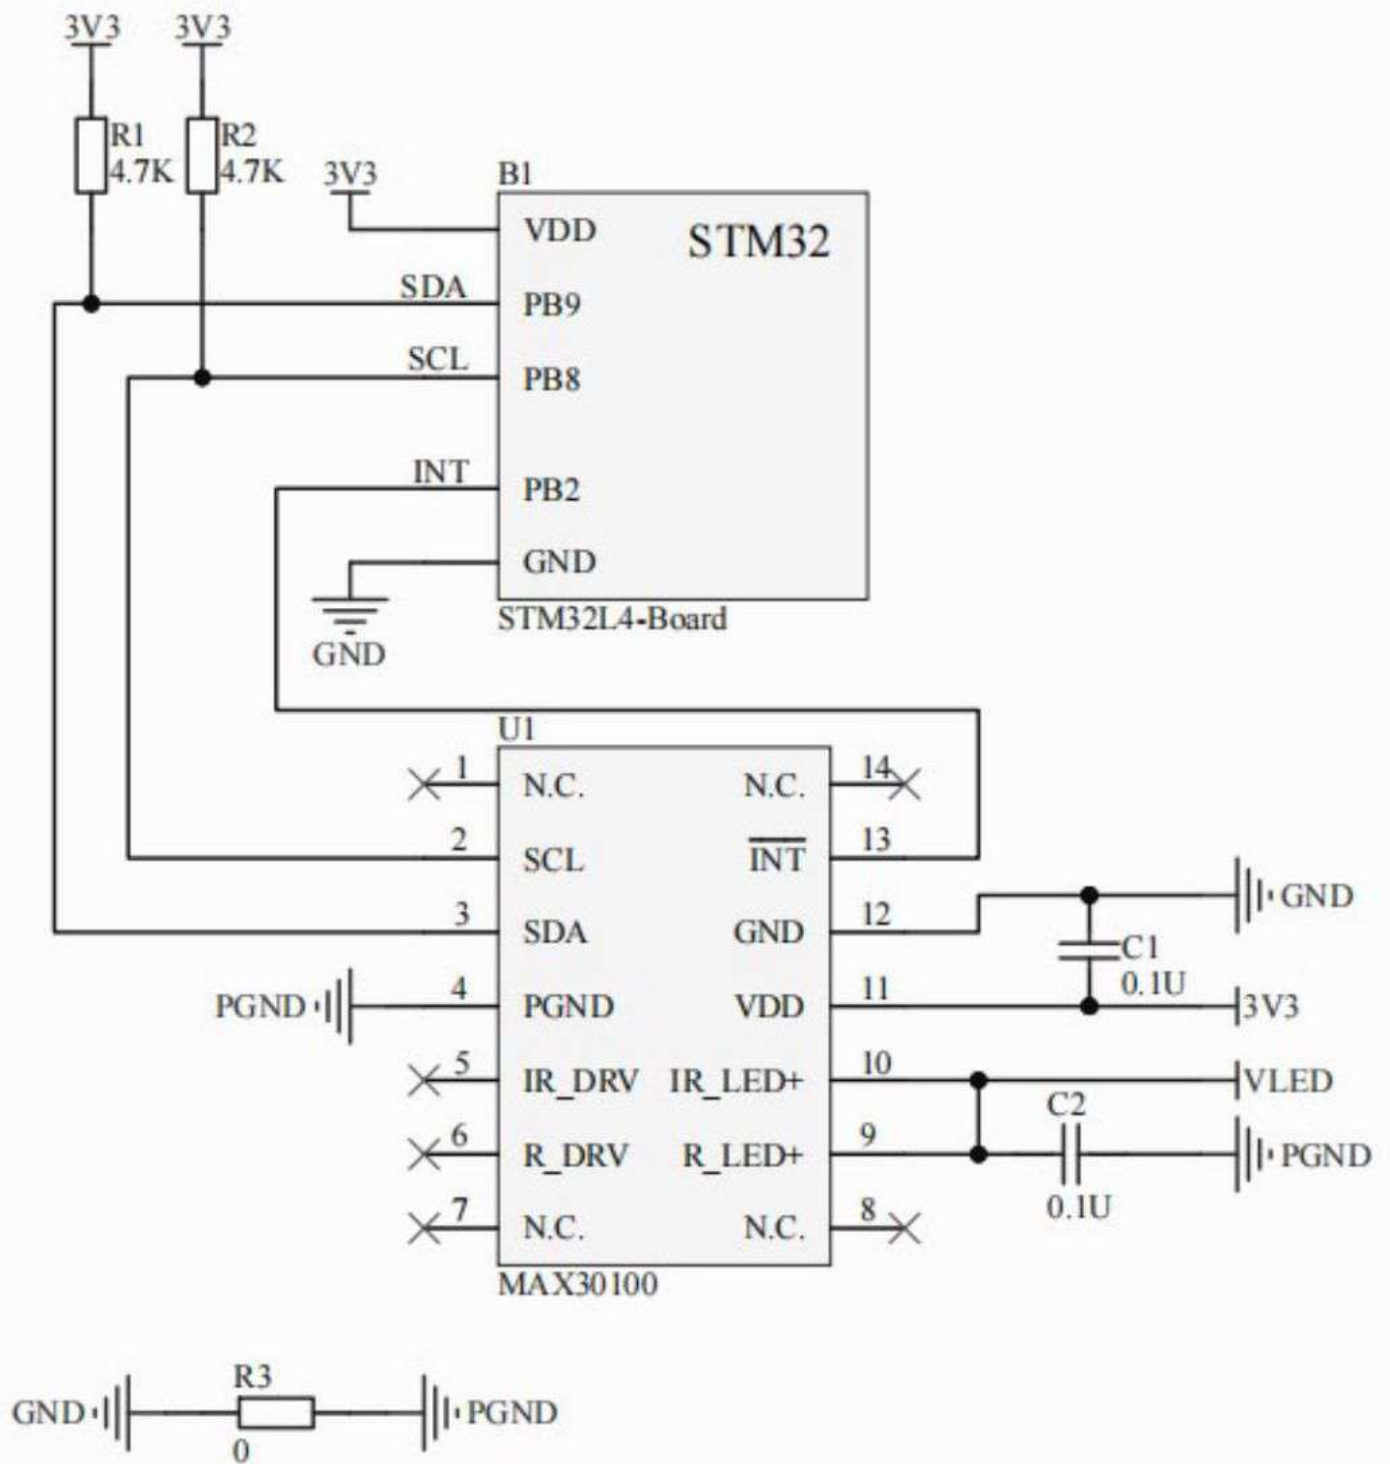 3V3 3V3
R1 R2
4.7K 4.7K
3V3
B1
VDD
STM32
SDA
PB9
SCL
PB8
INT
PB2
GND
STM32L4-Board
GND
U1
1 N.C. N.C. 14
2 SCL INT 13
3 SDA GND 12
GND
C1
0.1U
PGND 4 PGND VDD 11 3V3
5 IR_DRV IR_LED+ 10 VLED
C2
6 R_DRV R_LED+ 9 PGND
0.1U
7 N.C. N.C. 8
MAX30100
R3
GND PGND
0